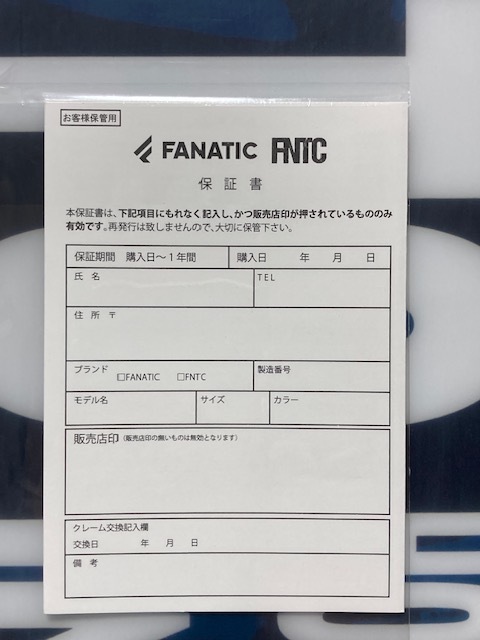 お客様保管用
FANATIC FNTC
保証書
本保証書は、下記項目にもれなく記入し、かつ販売店印が押されているもののみ
有効です。再発行は致しませんので、大切に保管下さい。
保証期間 購入日～1年間 購入日 年 月 日
氏 名 TEL
住 所 〒
ブランド 製造番号
□FANATIC □FNTC
モデル名 サイズ カラー
販売店印 (販売店印の無いものは無効となります)
クレーム交換記入欄
交換日 年 月 日
備 考